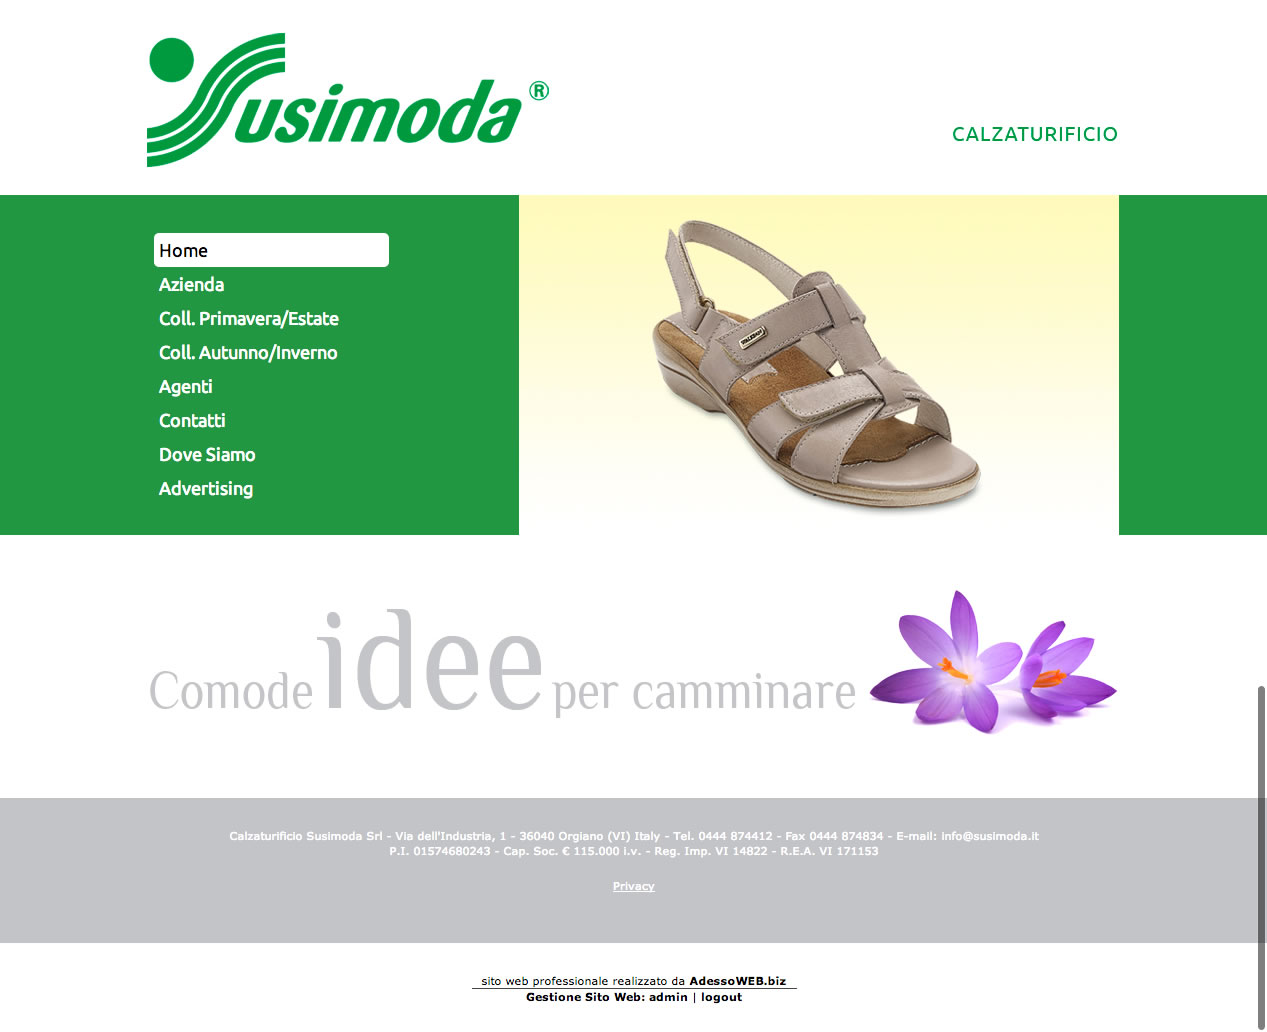 Susimoda ®
CALZATURIFICIO
Home
Azienda
Coll. Primavera/Estate
Coll. Autunno/Inverno
Agenti
Contatti
Dove Siamo
Advertising
Comode idee per camminare
Calzaturificio Susimoda Srl - Via dell'Industria, 1 - 36040 Orgiano (VI) Italy - Tel. 0444 874412 - Fax 0444 874834 - E-mail: info@susimoda.it
P.I. 01574680243 - Cap. Soc. € 115.000 i.v. - Reg. Imp. VI 14822 - R.E.A. VI 171153
Privacy
sito web professionale realizzato da AdessoWEB.biz
Gestione Sito Web: admin | logout